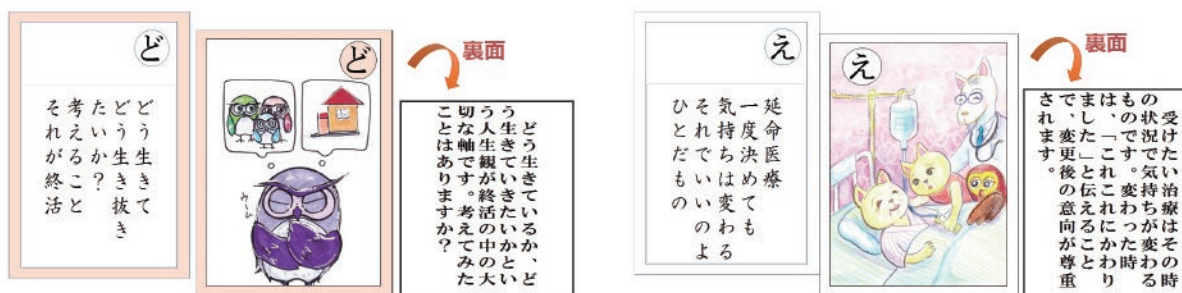 ど
どう生きて
どう生き抜き
たいか?
考えること
それが終活
ど
う〜む
裏面
どう生きているか、ど
う生きていきたいかとい
う人生観が終活の中の大
切な軸です。考えてみた
ことはありますか?
え
延命医療
一度決めても
気持ちは変わる
それでいいのよ
ひとだもの
え
裏面
受けたい治療はその時
の状況で気持ちが変わる
ものです。変わった時
は、「これこれにかわり
ました」と伝えること
で、変更後の意向が尊重
されます。